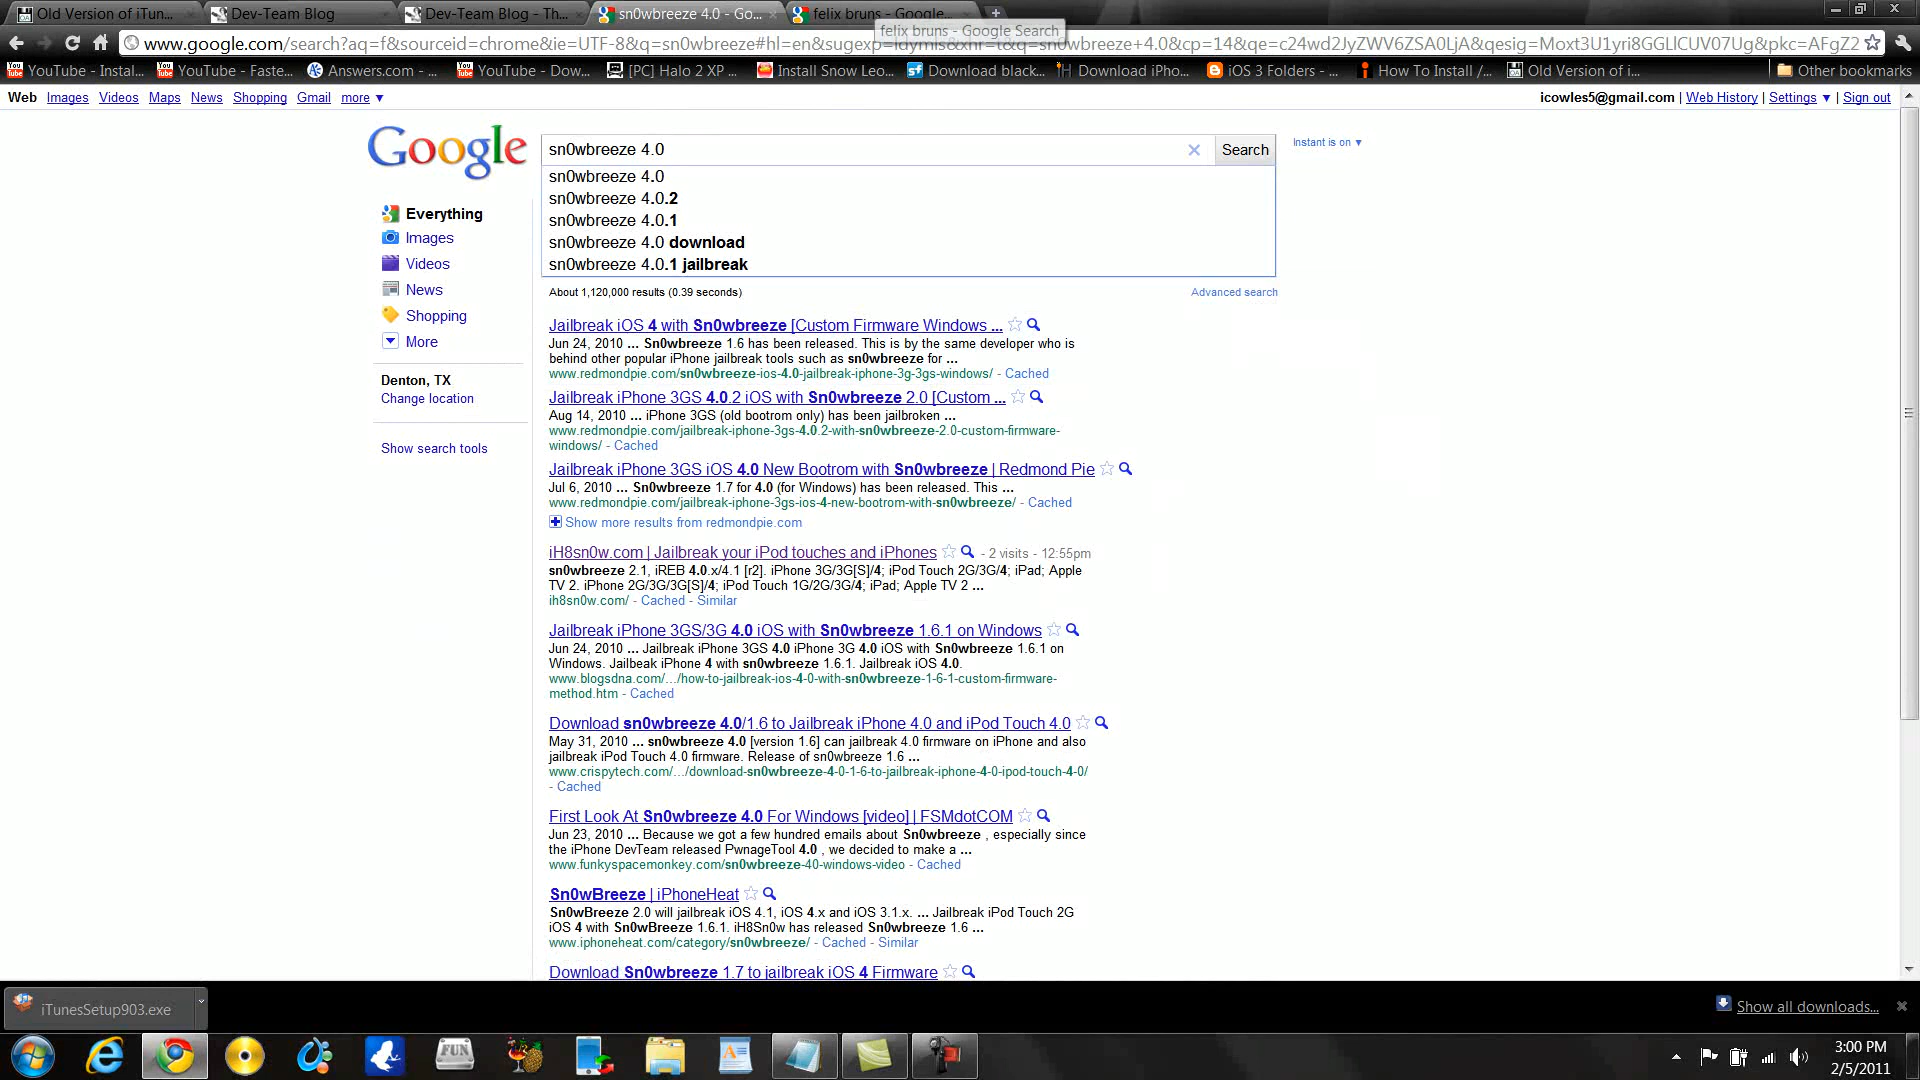 Old Version of iTun...
Dev-Team Blog
Dev-Team Blog - Th...
sn0wbreeze 4.0 - Go...
felix bruns - Google...
felix bruns - Google Search
YouTube - Instal...
YouTube - Faste...
Answers.com - ...
YouTube - Dow...
[PC] Halo 2 XP ...
Install Snow Leo...
Download black...
Download iPho...
iOS 3 Folders - ...
How To Install /...
Old Version of i...
Other bookmarks
Web Images Videos Maps News Shopping Gmail more ▼
icowles5@gmail.com | Web History | Settings ▼ | Sign out
Google
sn0wbreeze 4.0
Search
Instant is on ▼
sn0wbreeze 4.0
sn0wbreeze 4.0.2
sn0wbreeze 4.0.1
sn0wbreeze 4.0 download
sn0wbreeze 4.0.1 jailbreak
Everything
Images
Videos
News
Shopping
More
Denton, TX
Change location
Show search tools
About 1,120,000 results (0.39 seconds)
Advanced search
Jailbreak iOS 4 with Sn0wbreeze [Custom Firmware Windows ...
Jun 24, 2010 ... Sn0wbreeze 1.6 has been released. This is by the same developer who is
behind other popular iPhone jailbreak tools such as sn0wbreeze for ...
www.redmondpie.com/sn0wbreeze-ios-4.0-jailbreak-iphone-3g-3gs-windows/ - Cached
Jailbreak iPhone 3GS 4.0.2 iOS with Sn0wbreeze 2.0 [Custom ...
Aug 14, 2010 ... iPhone 3GS (old bootrom only) has been jailbroken ...
www.redmondpie.com/jailbreak-iphone-3gs-4.0.2-with-sn0wbreeze-2.0-custom-firmware-
windows/ - Cached
Jailbreak iPhone 3GS iOS 4.0 New Bootrom with Sn0wbreeze | Redmond Pie
Jul 6, 2010 ... Sn0wbreeze 1.7 for 4.0 (for Windows) has been released. This ...
www.redmondpie.com/jailbreak-iphone-3gs-ios-4-new-bootrom-with-sn0wbreeze/ - Cached
Show more results from redmondpie.com
iH8sn0w.com | Jailbreak your iPod touches and iPhones - 2 visits - 12:55pm
sn0wbreeze 2.1, iREB 4.0.x/4.1 [r2]. iPhone 3G/3G[S]/4; iPod Touch 2G/3G/4; iPad; Apple
TV 2. iPhone 2G/3G/3G[S]/4; iPod Touch 1G/2G/3G/4; iPad; Apple TV 2 ...
ih8sn0w.com/ - Cached - Similar
Jailbreak iPhone 3GS/3G 4.0 iOS with Sn0wbreeze 1.6.1 on Windows
Jun 24, 2010 ... Jailbreak iPhone 3GS 4.0 iPhone 3G 4.0 iOS with Sn0wbreeze 1.6.1 on
Windows. Jailbeak iPhone 4 with sn0wbreeze 1.6.1. Jailbreak iOS 4.0.
www.blogsdna.com/.../how-to-jailbreak-ios-4-0-with-sn0wbreeze-1-6-1-custom-firmware-
method.htm - Cached
Download sn0wbreeze 4.0/1.6 to Jailbreak iPhone 4.0 and iPod Touch 4.0
May 31, 2010 ... sn0wbreeze 4.0 [version 1.6] can jailbreak 4.0 firmware on iPhone and also
jailbreak iPod Touch 4.0 firmware. Release of sn0wbreeze 1.6 ...
www.crispytech.com/.../download-sn0wbreeze-4-0-1-6-to-jailbreak-iphone-4-0-ipod-touch-4-0/
- Cached
First Look At Sn0wbreeze 4.0 For Windows [video] | FSMdotCOM
Jun 23, 2010 ... Because we got a few hundred emails about Sn0wbreeze , especially since
the iPhone DevTeam released PwnageTool 4.0 , we decided to make a ...
www.funkyspacemonkey.com/sn0wbreeze-40-windows-video - Cached
Sn0wBreeze | iPhoneHeat
Sn0wBreeze 2.0 will jailbreak iOS 4.1, iOS 4.x and iOS 3.1.x. ... Jailbreak iPod Touch 2G
iOS 4 with Sn0wBreeze 1.6.1. iH8Sn0w has released Sn0wbreeze 1.6 ...
www.iphoneheat.com/category/sn0wbreeze/ - Cached - Similar
Download Sn0wbreeze 1.7 to jailbreak iOS 4 Firmware
iTunesSetup903.exe
Show all downloads...
FUN
3:00 PM
2/5/2011